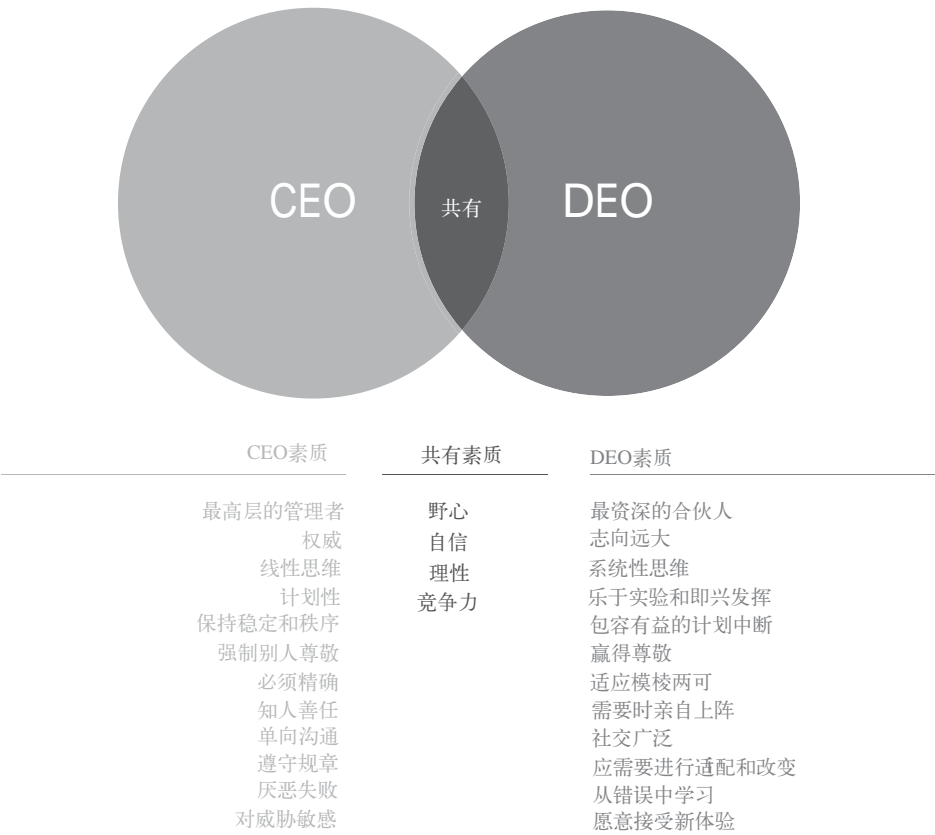 CEO
共有
DEO
CEO素质
最高层的管理者
权威
线性思维
计划性
保持稳定和秩序
强制别人尊敬
必须精确
知人善任
单向沟通
遵守规章
厌恶失败
对威胁敏感
共有素质
野心
自信
理性
竞争力
DEO素质
最资深的合伙人
志向远大
系统性思维
乐于实验和即兴发挥
包容有益的计划中断
赢得尊敬
适应模棱两可
需要时亲自上阵
社交广泛
应需要进行适配和改变
从错误中学习
愿意接受新体验